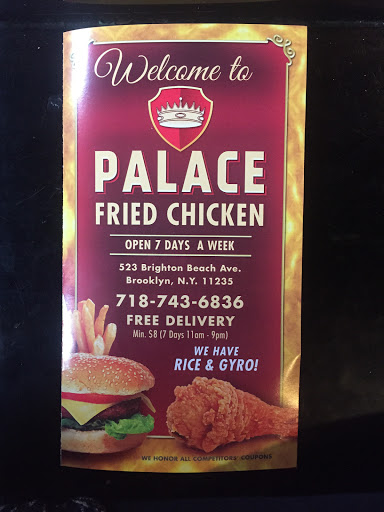 Welcome to
PALACE
FRIED CHICKEN
OPEN 7 DAYS A WEEK
523 Brighton Beach Ave.
Brooklyn, N.Y. 11235
718-743-6836
FREE DELIVERY
Min. $8 (7 Days 11am - 9pm)
WE HAVE
RICE & GYRO!
WE HONOR ALL COMPETITORS' COUPONS